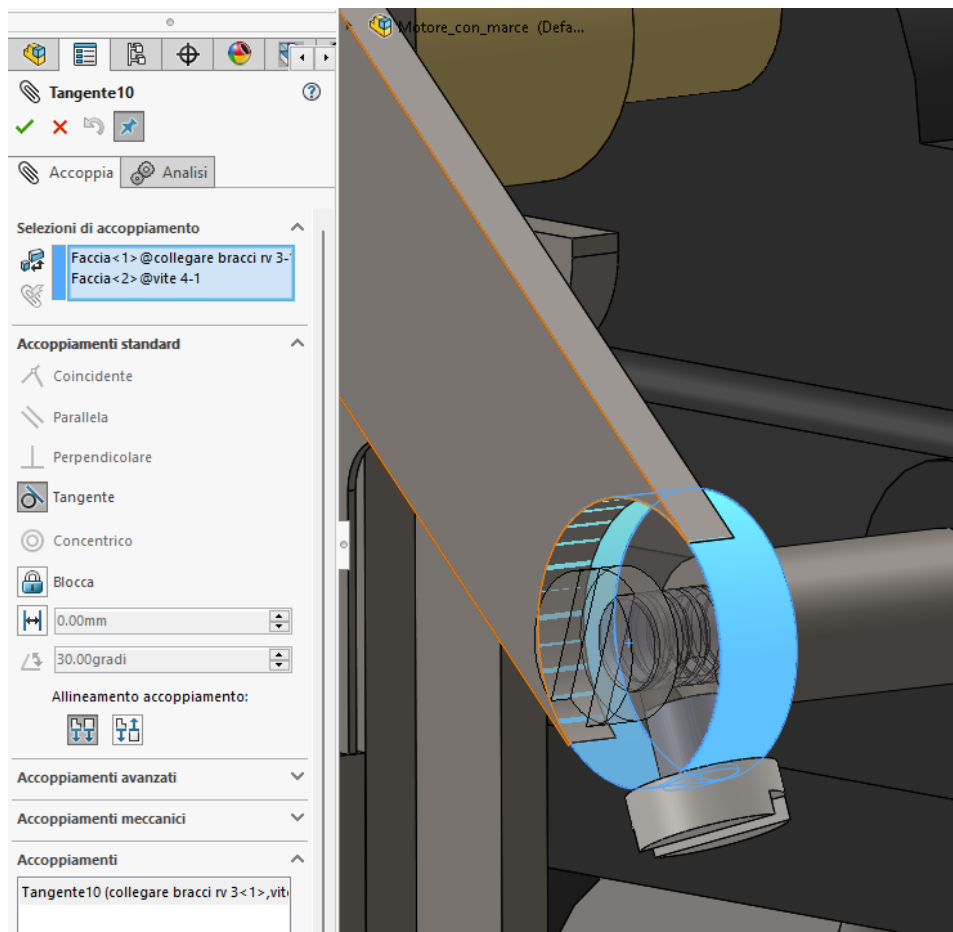 Motore_con_marce (Defa...
Tangente10
Accoppia
Analisi
Selezioni di accoppiamento
Faccia<1>@collegare bracci rv 3-
Faccia<2>@vite 4-1
Accoppiamenti standard
Coincidente
Parallela
Perpendicolare
Tangente
Concentrico
Blocca
0.00mm
30.00gradi
Allineamento accoppiamento:
Accoppiamenti avanzati
Accoppiamenti meccanici
Accoppiamenti
Tangente10 (collegare bracci rv 3<1>,vit